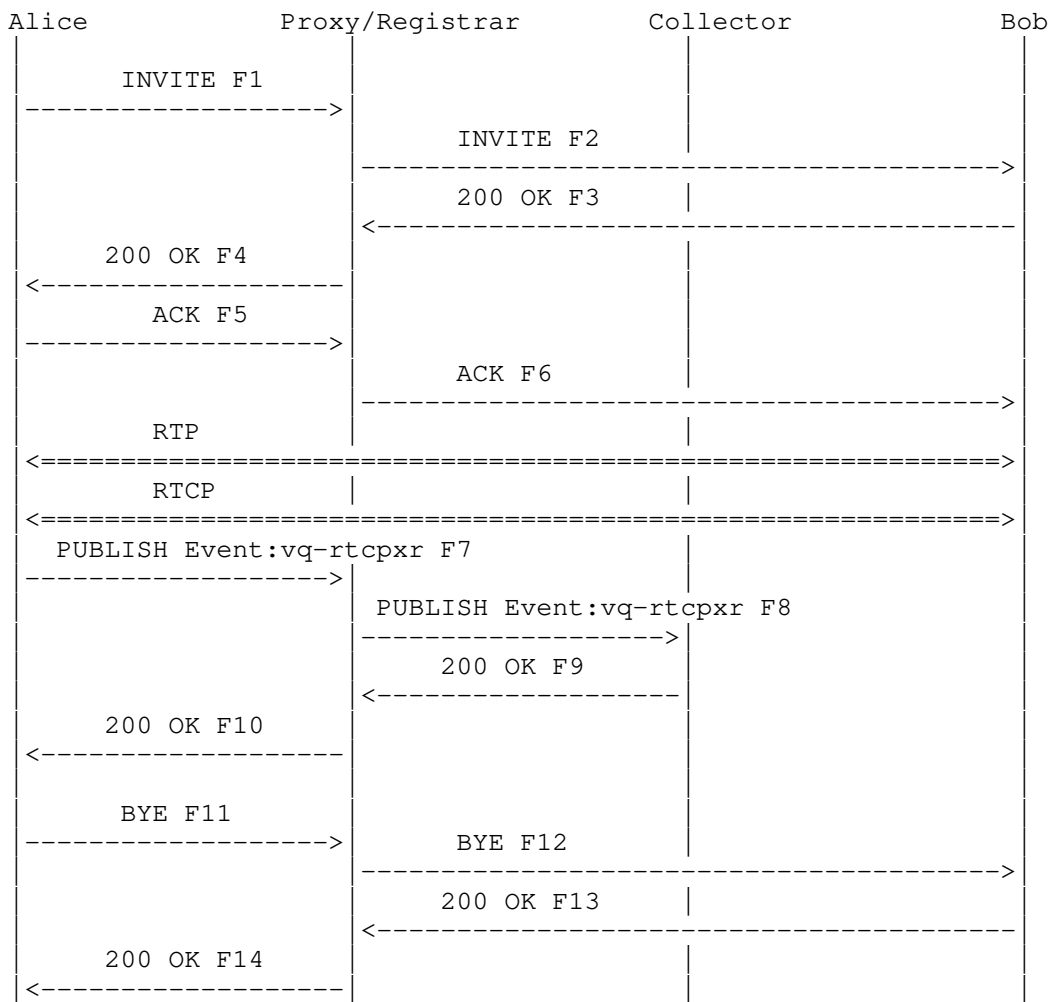 Alice Proxy/Registrar Collector Bob
INVITE F1
INVITE F2
200 OK F3
200 OK F4
ACK F5
ACK F6
RTP
RTCP
PUBLISH Event:vq-rtcpxr F7
PUBLISH Event:vq-rtcpxr F8
200 OK F9
200 OK F10
BYE F11
BYE F12
200 OK F13
200 OK F14